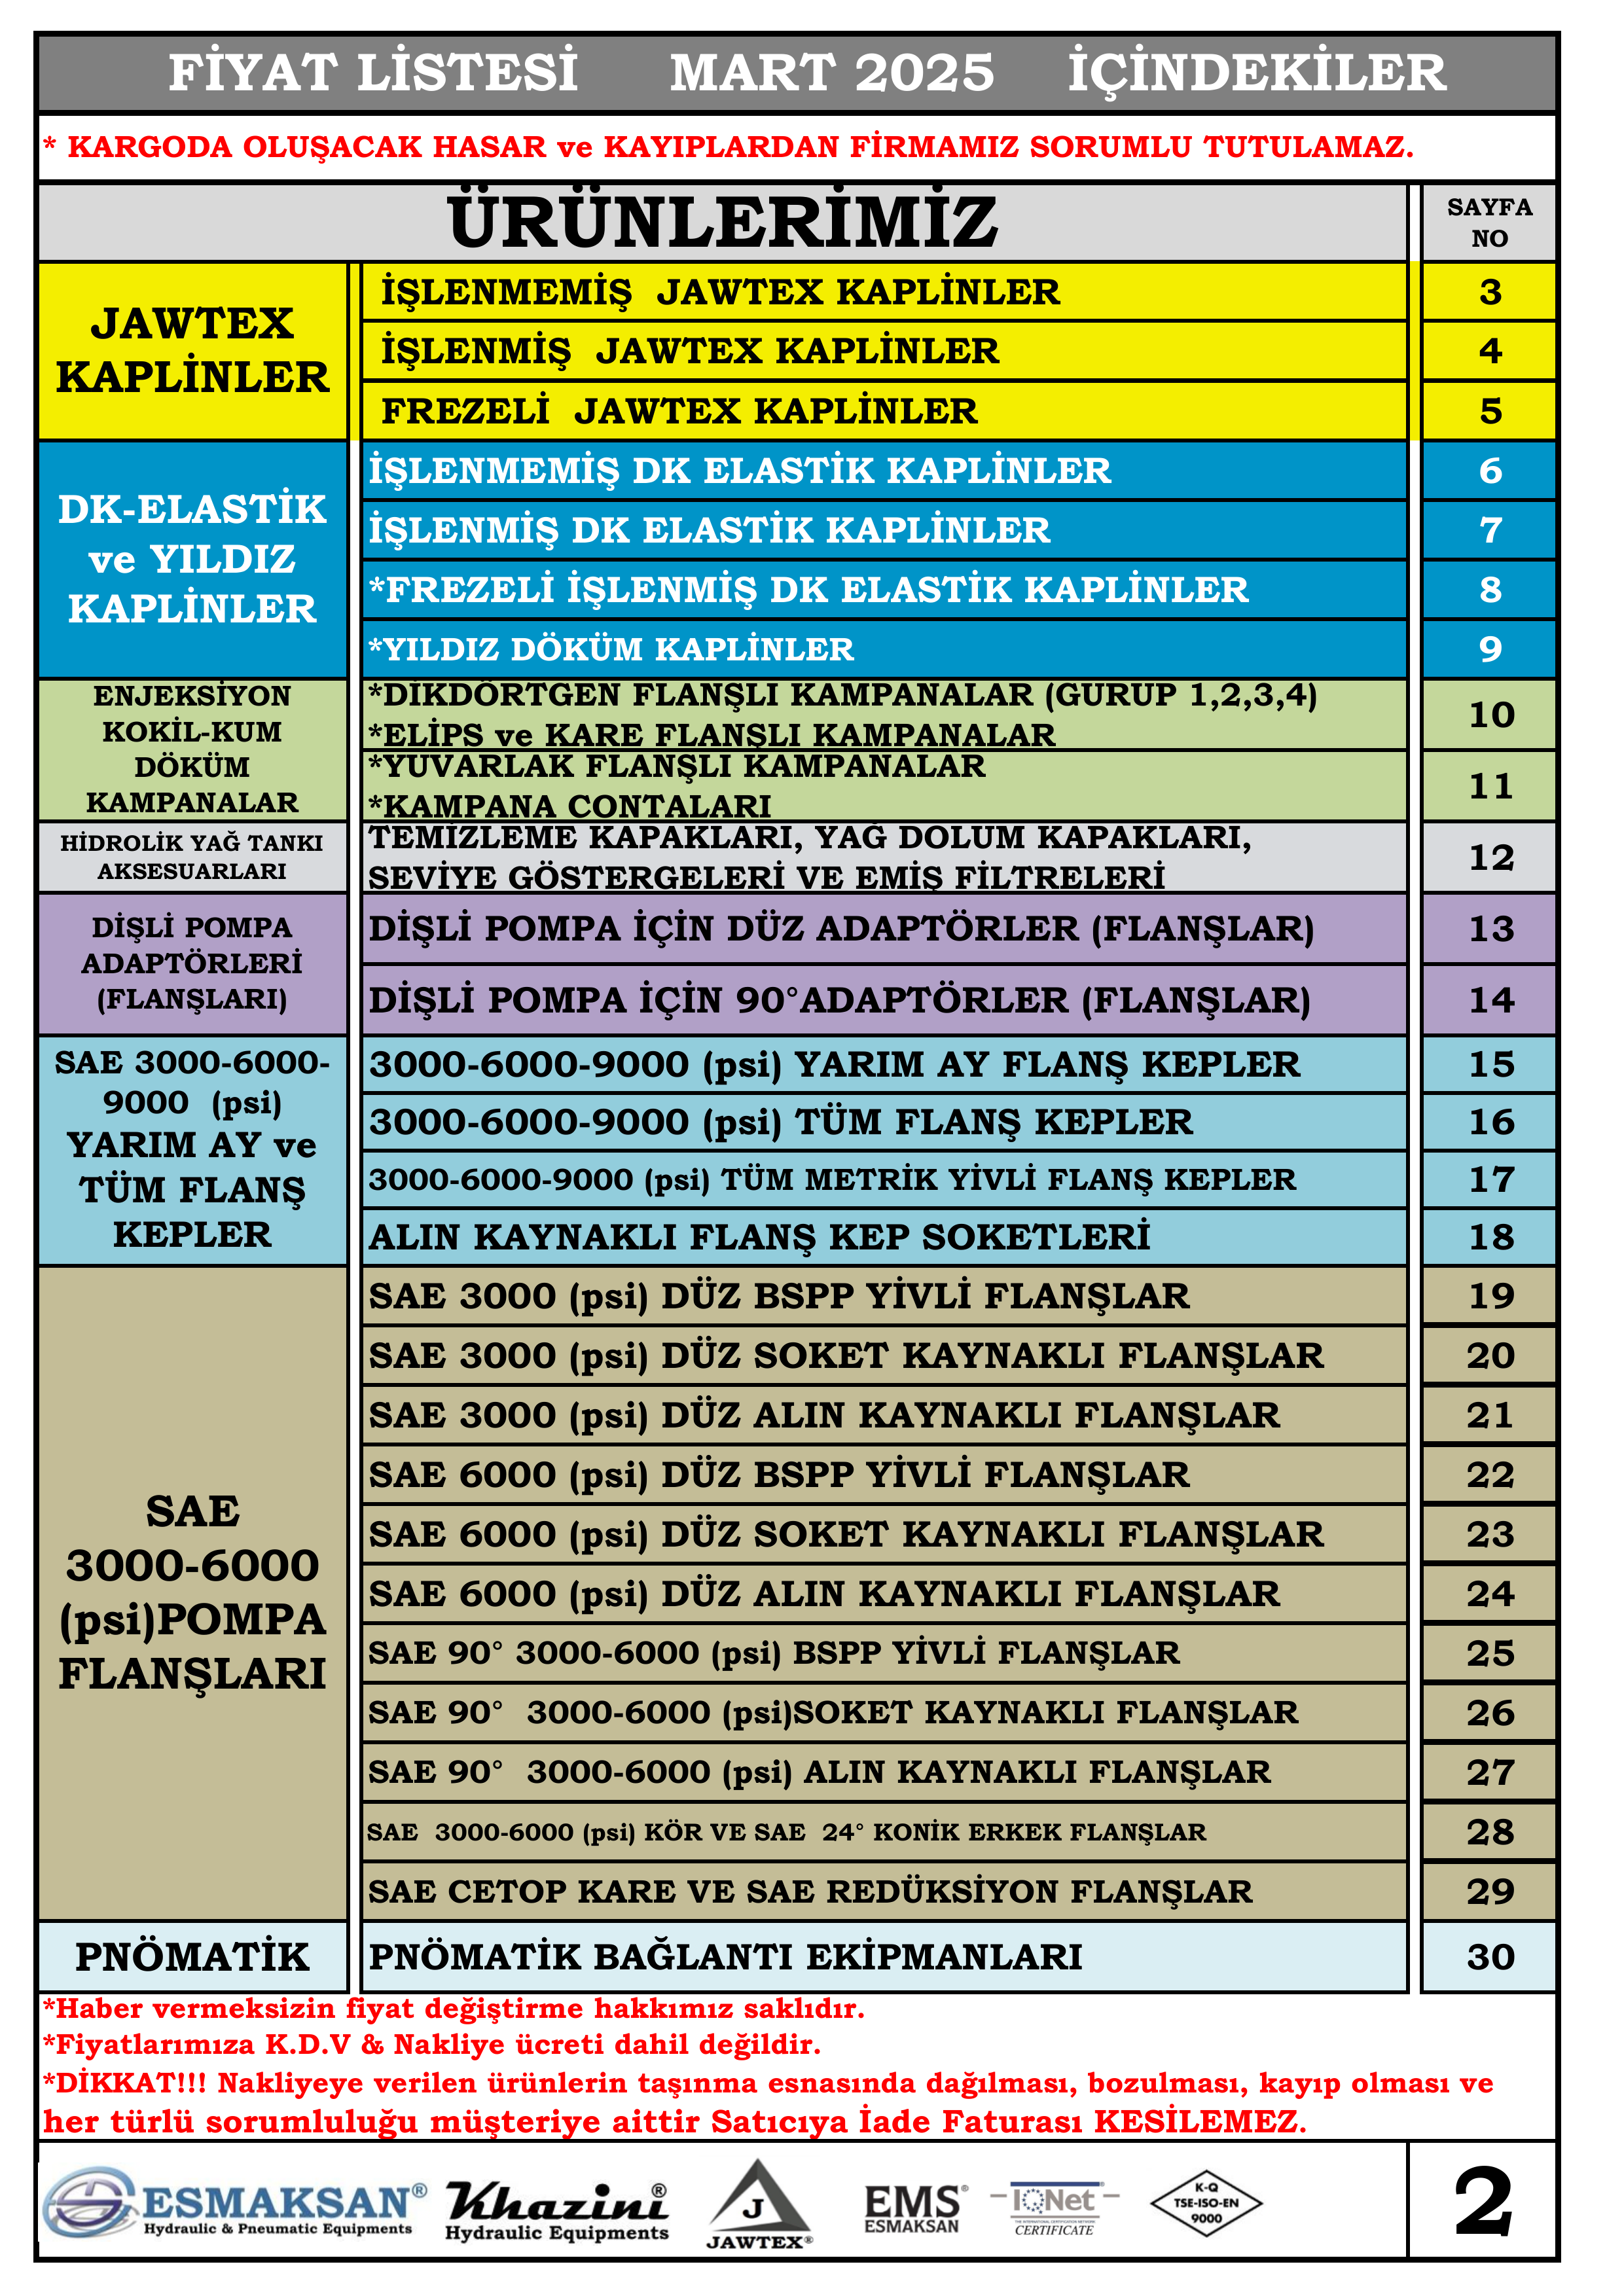 FİYAT LİSTESİ MART 2025 İÇİNDEKİLER
* KARGODA OLUŞACAK HASAR ve KAYIPLARDAN FİRMAMIZ SORUMLU TUTULAMAZ.
ÜRÜNLERİMİZ
SAYFA
NO
JAWTEX
KAPLİNLER
İŞLENMEMİŞ JAWTEX KAPLİNLER 3
İŞLENMİŞ JAWTEX KAPLİNLER 4
FREZELİ JAWTEX KAPLİNLER 5
DK-ELASTİK
ve YILDIZ
KAPLİNLER
İŞLENMEMİŞ DK ELASTİK KAPLİNLER 6
İŞLENMİŞ DK ELASTİK KAPLİNLER 7
*FREZELİ İŞLENMİŞ DK ELASTİK KAPLİNLER 8
*YILDIZ DÖKÜM KAPLİNLER 9
ENJEKSİYON
KOKİL-KUM
DÖKÜM
KAMPANALAR
*DİKDÖRTGEN FLANŞLI KAMPANALAR (GURUP 1,2,3,4)
*ELİPS ve KARE FLANŞLI KAMPANALAR
10
*YUVARLAK FLANŞLI KAMPANALAR
*KAMPANA CONTALARI
11
HİDROLİK YAĞ TANKI
AKSESUARLARI
TEMİZLEME KAPAKLARI, YAĞ DOLUM KAPAKLARI,
SEVİYE GÖSTERGELERİ VE EMİŞ FİLTRELERİ
12
DİŞLİ POMPA
ADAPTÖRLERİ
(FLANŞLARI)
DİŞLİ POMPA İÇİN DÜZ ADAPTÖRLER (FLANŞLAR) 13
DİŞLİ POMPA İÇİN 90°ADAPTÖRLER (FLANŞLAR) 14
SAE 3000-6000-
9000 (psi)
YARIM AY ve
TÜM FLANŞ
KEPLER
3000-6000-9000 (psi) YARIM AY FLANŞ KEPLER 15
3000-6000-9000 (psi) TÜM FLANŞ KEPLER 16
3000-6000-9000 (psi) TÜM METRİK YİVLİ FLANŞ KEPLER 17
ALIN KAYNAKLI FLANŞ KEP SOKETLERİ 18
SAE
3000-6000
(psi)POMPA
FLANŞLARI
SAE 3000 (psi) DÜZ BSPP YİVLİ FLANŞLAR 19
SAE 3000 (psi) DÜZ SOKET KAYNAKLI FLANŞLAR 20
SAE 3000 (psi) DÜZ ALIN KAYNAKLI FLANŞLAR 21
SAE 6000 (psi) DÜZ BSPP YİVLİ FLANŞLAR 22
SAE 6000 (psi) DÜZ SOKET KAYNAKLI FLANŞLAR 23
SAE 6000 (psi) DÜZ ALIN KAYNAKLI FLANŞLAR 24
SAE 90° 3000-6000 (psi) BSPP YİVLİ FLANŞLAR 25
SAE 90° 3000-6000 (psi)SOKET KAYNAKLI FLANŞLAR 26
SAE 90° 3000-6000 (psi) ALIN KAYNAKLI FLANŞLAR 27
SAE 3000-6000 (psi) KÖR VE SAE 24° KONİK ERKEK FLANŞLAR 28
SAE CETOP KARE VE SAE REDÜKSİYON FLANŞLAR 29
PNÖMATİK
PNÖMATİK BAĞLANTI EKİPMANLARI 30
*Haber vermeksizin fiyat değiştirme hakkımız saklıdır.
*Fiyatlarımıza K.D.V & Nakliye ücreti dahil değildir.
*DİKKAT!!! Nakliyeye verilen ürünlerin taşınma esnasında dağılması, bozulması, kayıp olması ve
her türlü sorumluluğu müşteriye aittir Satıcıya İade Faturası KESİLEMEZ.
ESMAKSAN®
Hydraulic & Pneumatic Equipments
Khazini®
Hydraulic Equipments
J
JAWTEX®
EMS®
ESMAKSAN
IQNet
CERTIFICATE
K-Q
TSE-ISO-EN
9000
2